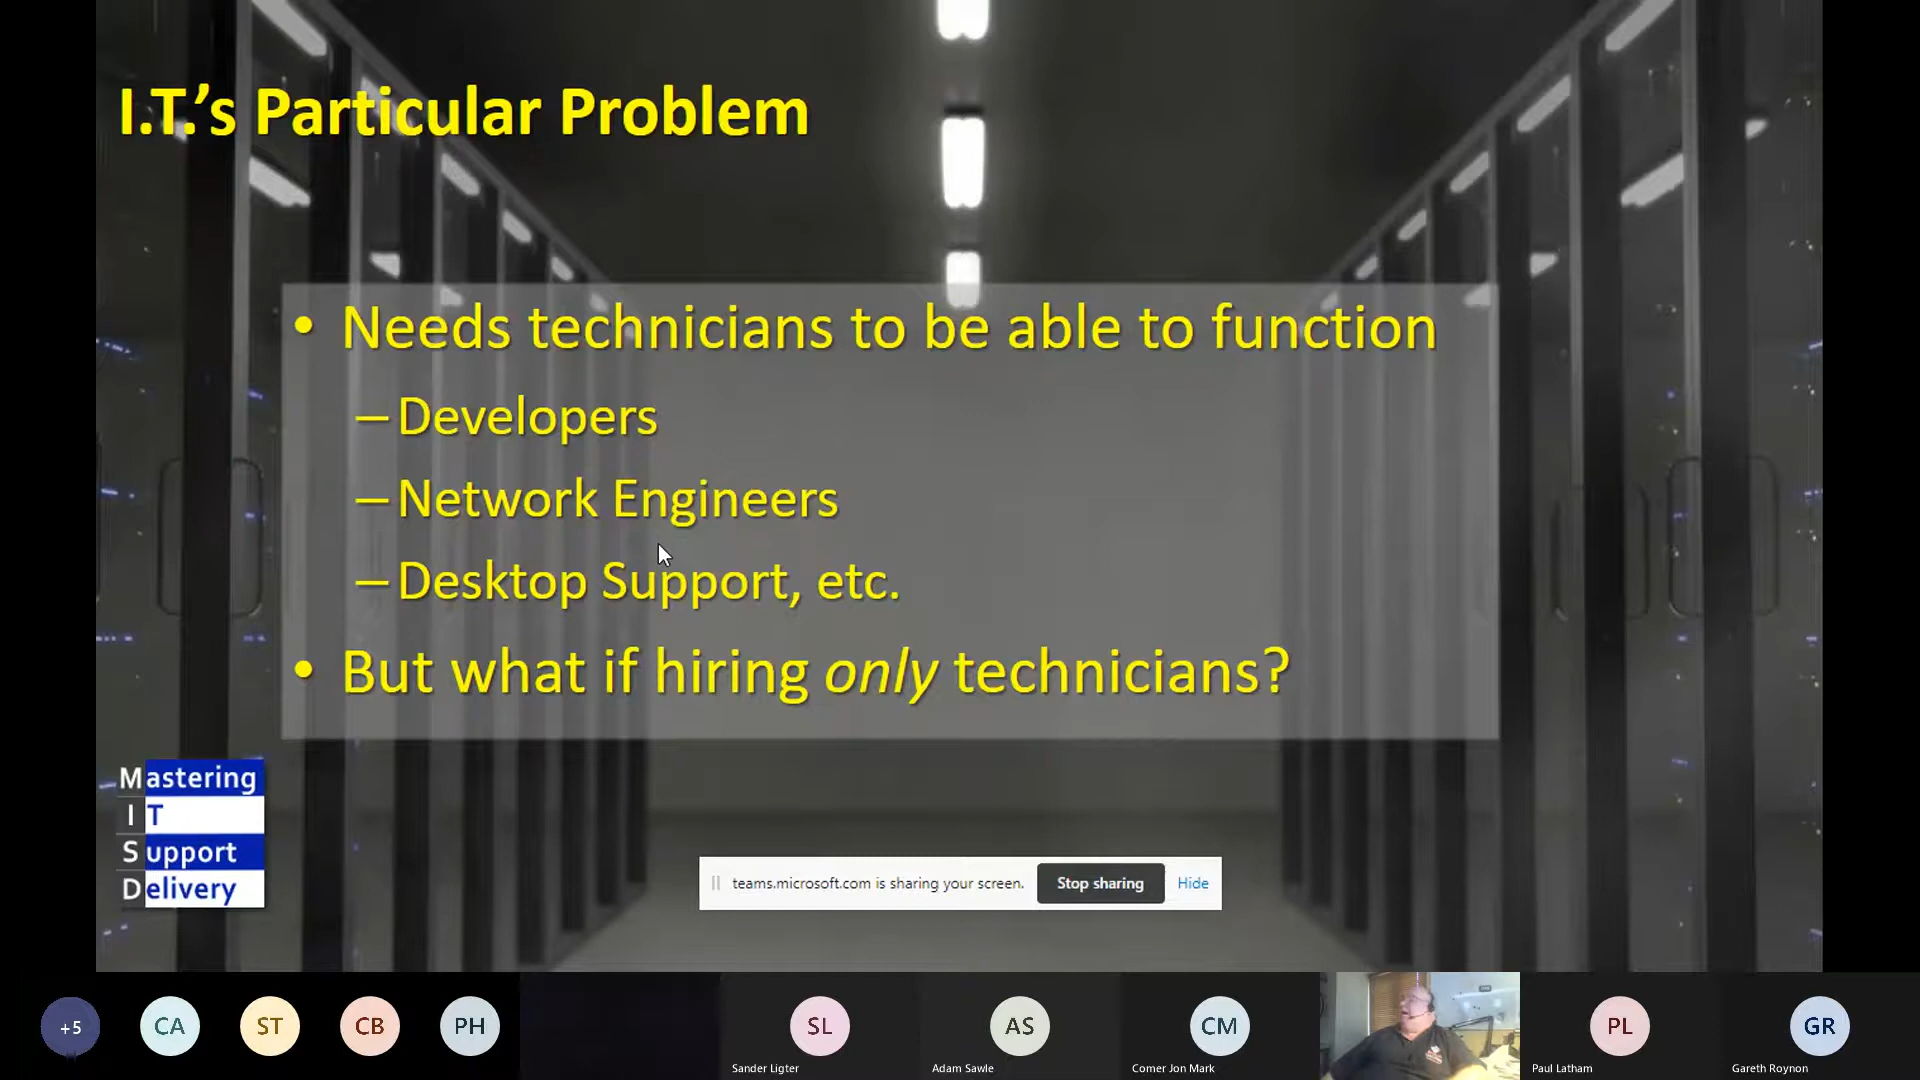 I.T.’s Particular Problem
• Needs technicians to be able to function
– Developers
– Network Engineers
– Desktop Support, etc.
• But what if hiring only technicians?
Mastering
IT
Support
Delivery
teams.microsoft.com is sharing your screen. Stop sharing Hide
+5 CA ST CB PH SL AS CM PL GR
Sander Ligter Adam Sawle Comer Jon Mark Paul Latham Gareth Roynon